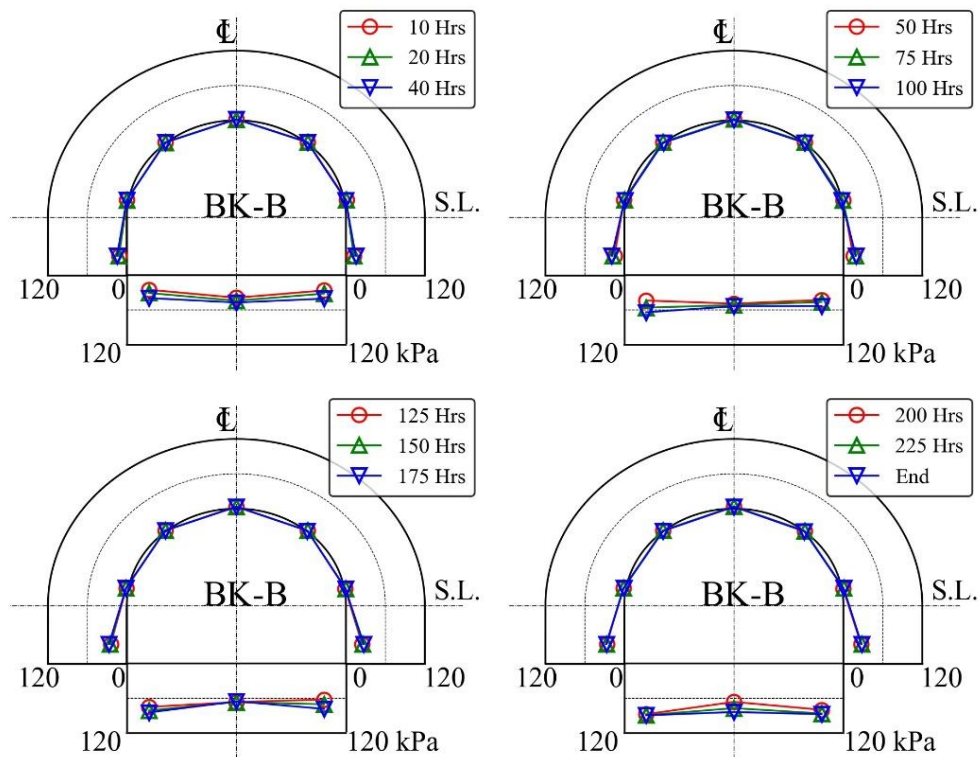 ℄
10 Hrs
20 Hrs
40 Hrs
BK-B
S.L.
120
0
0
120
120
120 kPa
℄
50 Hrs
75 Hrs
100 Hrs
BK-B
S.L.
120
0
0
120
120
120 kPa
℄
125 Hrs
150 Hrs
175 Hrs
BK-B
S.L.
120
0
0
120
120
120 kPa
℄
200 Hrs
225 Hrs
End
BK-B
S.L.
120
0
0
120
120
120 kPa